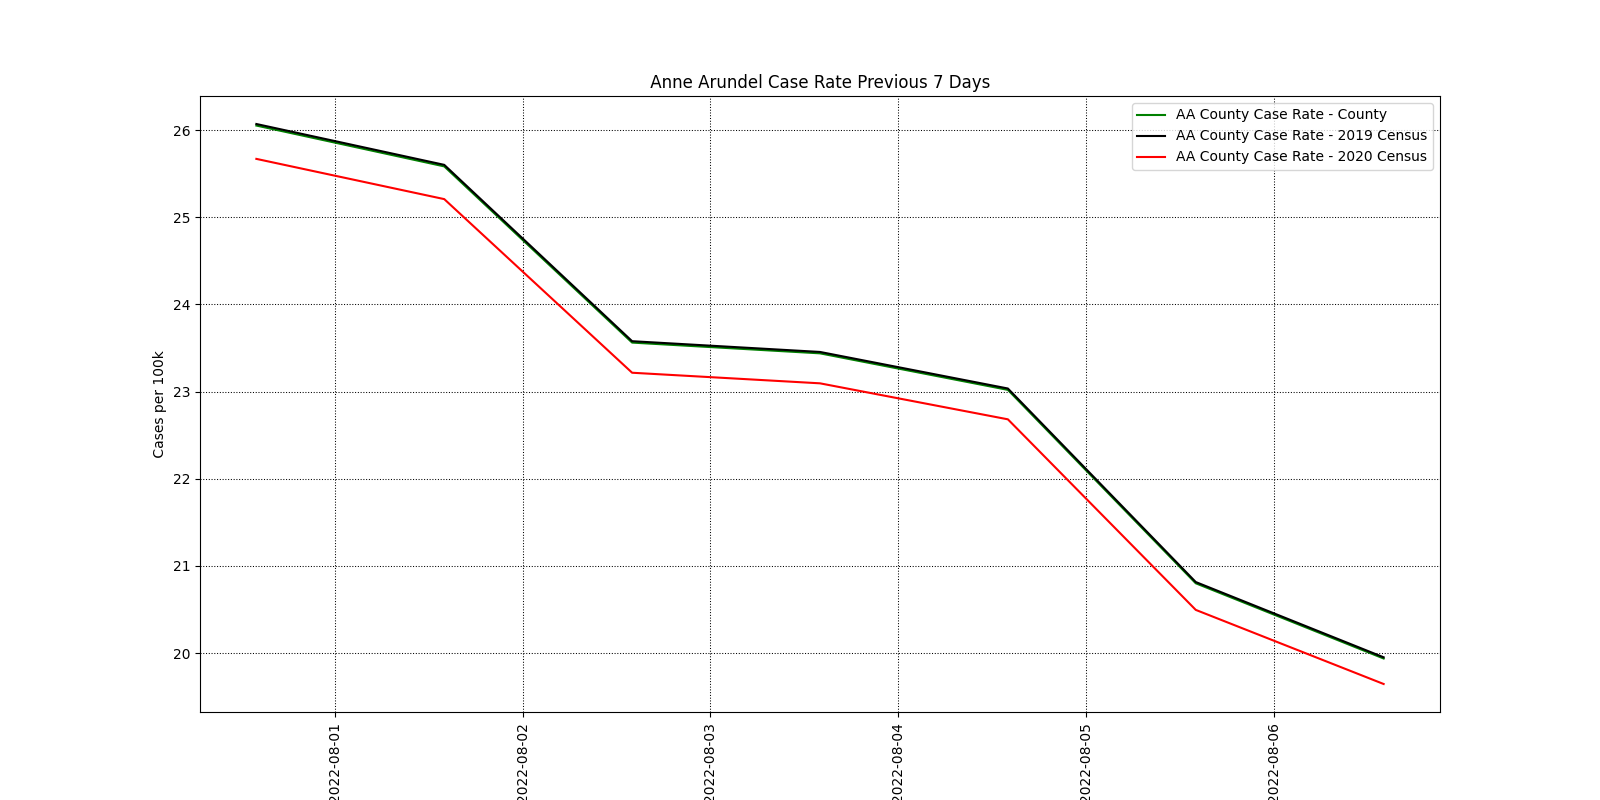 Anne Arundel Case Rate Previous 7 Days
AA County Case Rate - County
AA County Case Rate - 2019 Census
AA County Case Rate - 2020 Census
Cases per 100k
26
25
24
23
22
21
20
2022-08-01
2022-08-02
2022-08-03
2022-08-04
2022-08-05
2022-08-06